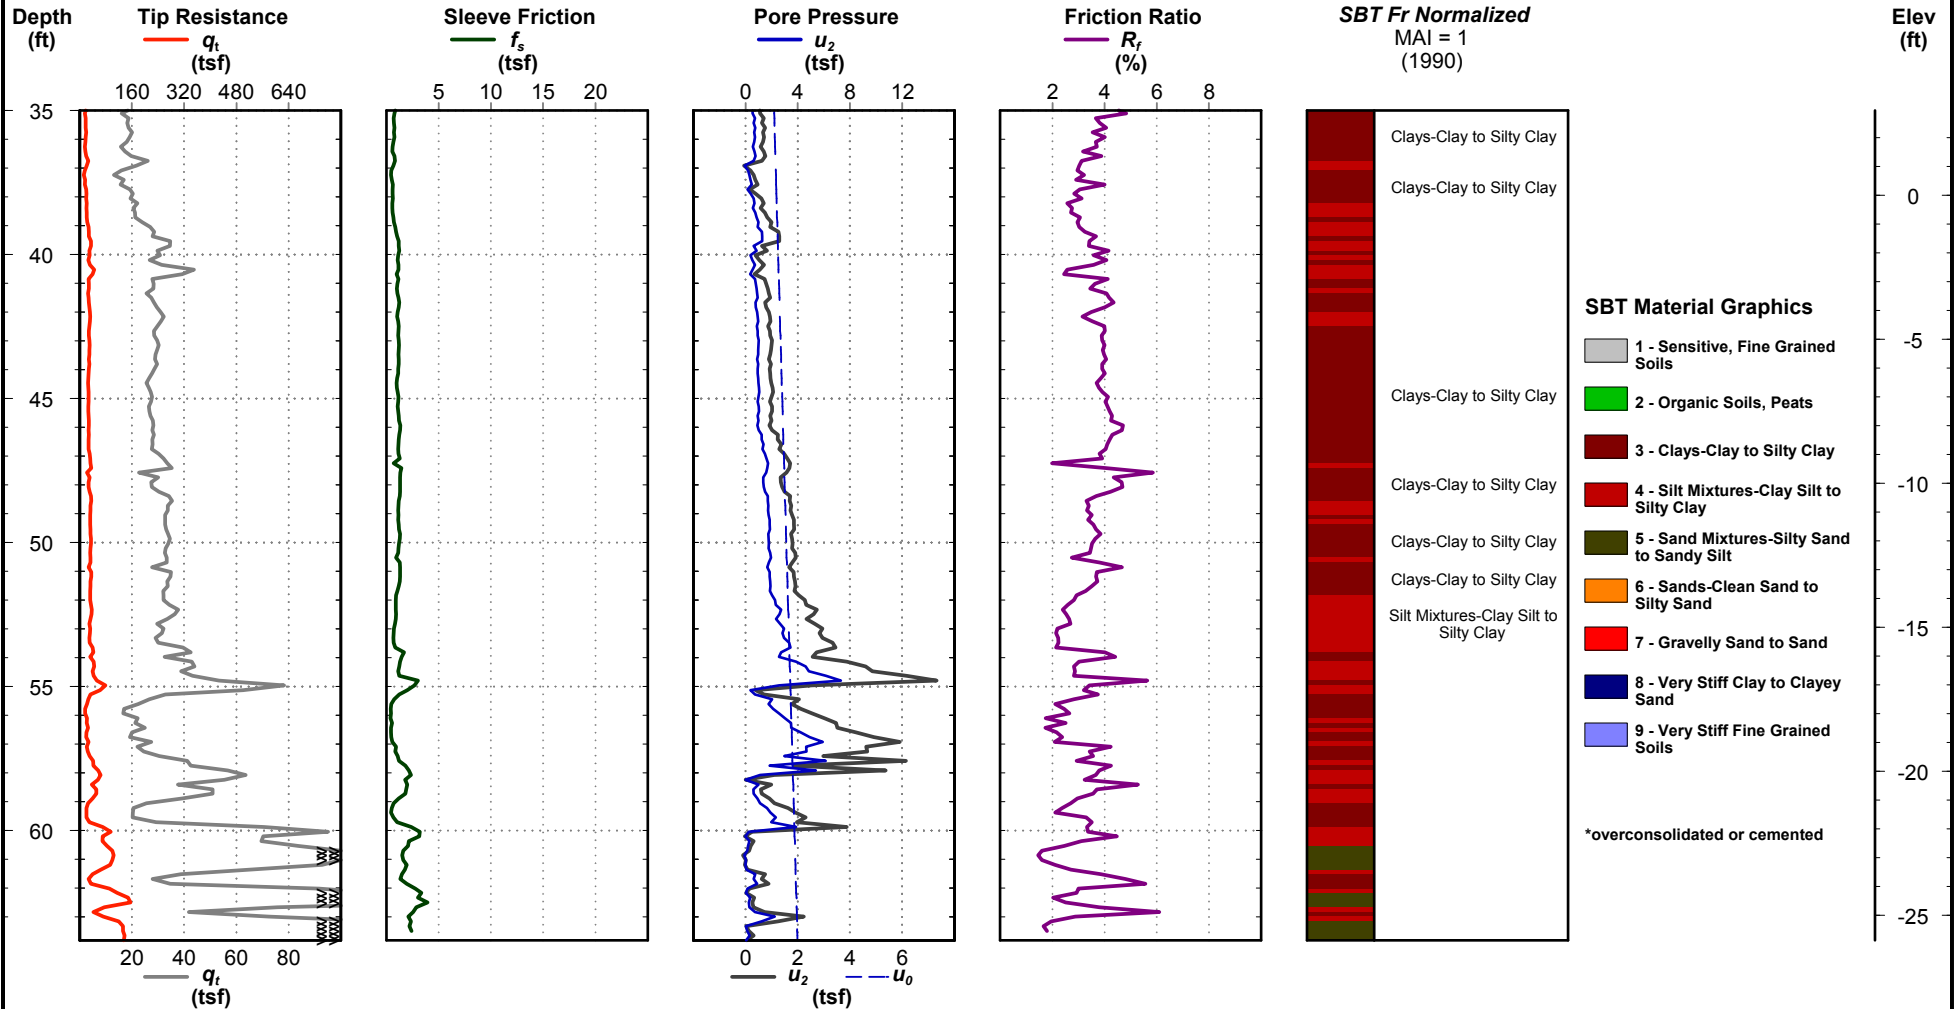 Depth
(ft)
Tip Resistance
qt
(tsf)
160 320 480 640
Sleeve Friction
fs
(tsf)
5 10 15 20
Pore Pressure
u2
(tsf)
0 4 8 12
Friction Ratio
Rf
(%)
2 4 6 8
SBT Fr Normalized
MAI = 1
(1990)
Elev
(ft)
35
40
45
50
55
60
Clays-Clay to Silty Clay
Clays-Clay to Silty Clay
Clays-Clay to Silty Clay
Clays-Clay to Silty Clay
Clays-Clay to Silty Clay
Clays-Clay to Silty Clay
Silt Mixtures-Clay Silt to
Silty Clay
SBT Material Graphics
1 - Sensitive, Fine Grained
Soils
2 - Organic Soils, Peats
3 - Clays-Clay to Silty Clay
4 - Silt Mixtures-Clay Silt to
Silty Clay
5 - Sand Mixtures-Silty Sand
to Sandy Silt
6 - Sands-Clean Sand to
Silty Sand
7 - Gravelly Sand to Sand
8 - Very Stiff Clay to Clayey
Sand
9 - Very Stiff Fine Grained
Soils
*overconsolidated or cemented
0
-5
-10
-15
-20
-25
20 40 60 80
qt
(tsf)
0 2 4 6
u2 u0
(tsf)